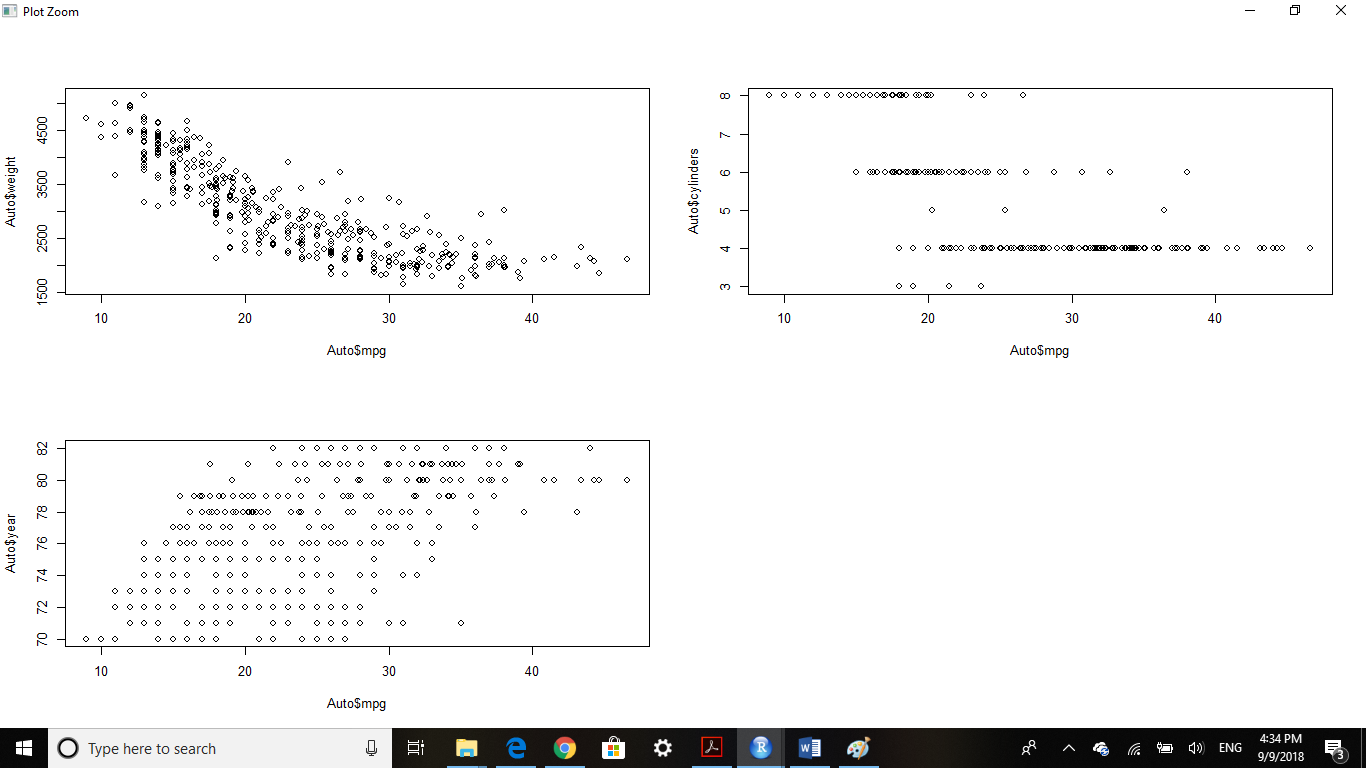 Plot Zoom
Auto$weight
1500 2500 3500 4500
10 20 30 40
Auto$mpg
Auto$cylinders
3 4 5 6 7 8
10 20 30 40
Auto$mpg
Auto$year
70 72 74 76 78 80 82
10 20 30 40
Auto$mpg
Type here to search
ENG
4:34 PM
9/9/2018
3